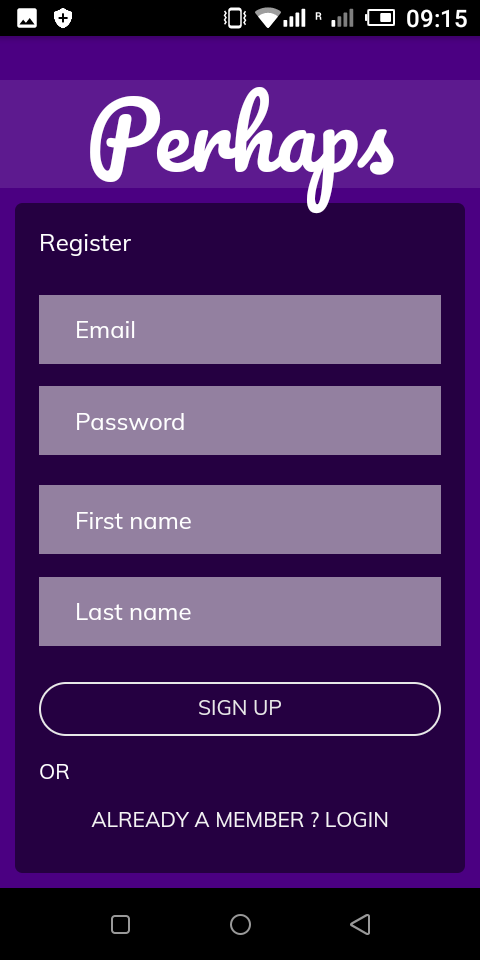 R 09:15
Perhaps
Register
Email
Password
First name
Last name
SIGN UP
OR
ALREADY A MEMBER ? LOGIN